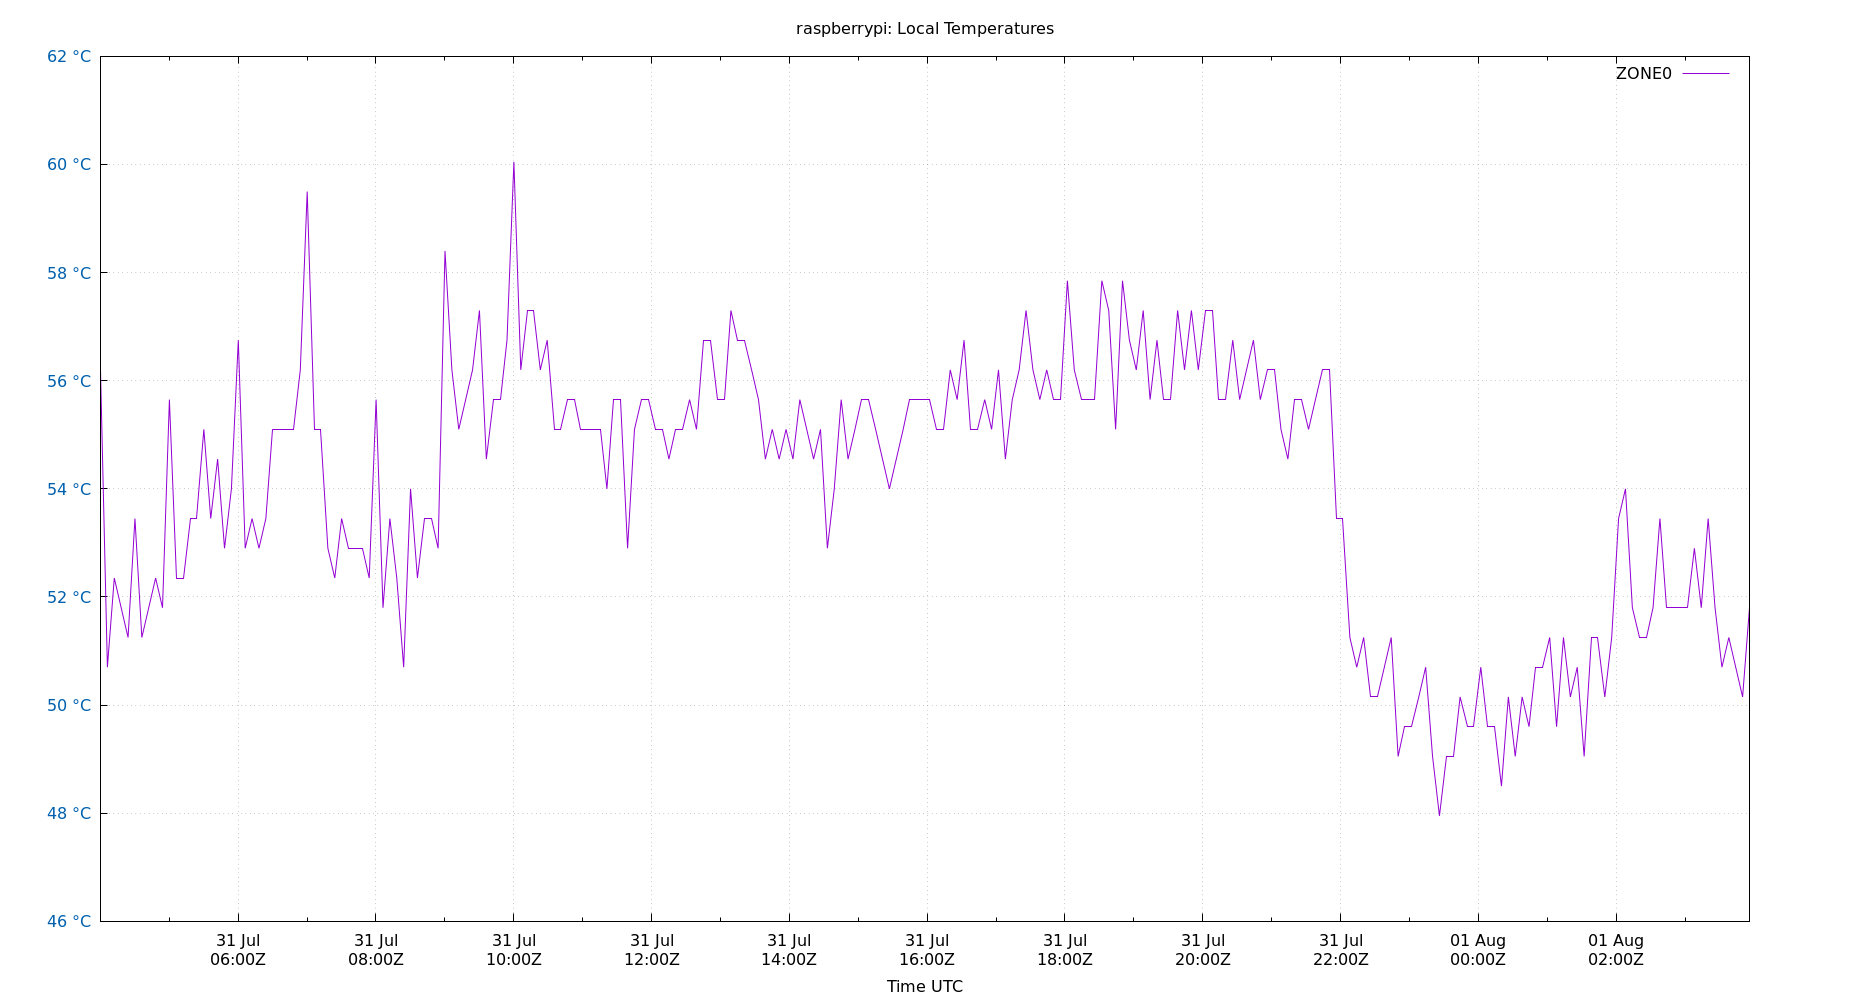 raspberrypi: Local Temperatures
62 °C
ZONE0
60 °C
58 °C
56 °C
54 °C
52 °C
50 °C
48 °C
46 °C
31 Jul 31 Jul 31 Jul 31 Jul 31 Jul 31 Jul 31 Jul 31 Jul 31 Jul 01 Aug 01 Aug
06:00Z 08:00Z 10:00Z 12:00Z 14:00Z 16:00Z 18:00Z 20:00Z 22:00Z 00:00Z 02:00Z
Time UTC